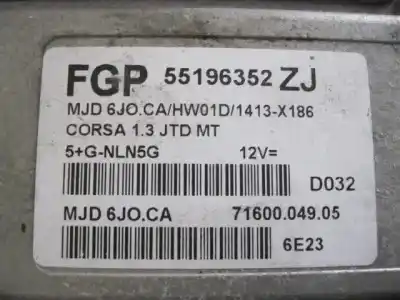 FGP 55196352 ZJ
MJD 6JO.CA/HW01D/1413-X186
CORSA 1.3 JTD MT
5+G-NLN5G 12V=
D032
MJD 6JO.CA 71600.049.05
6E23